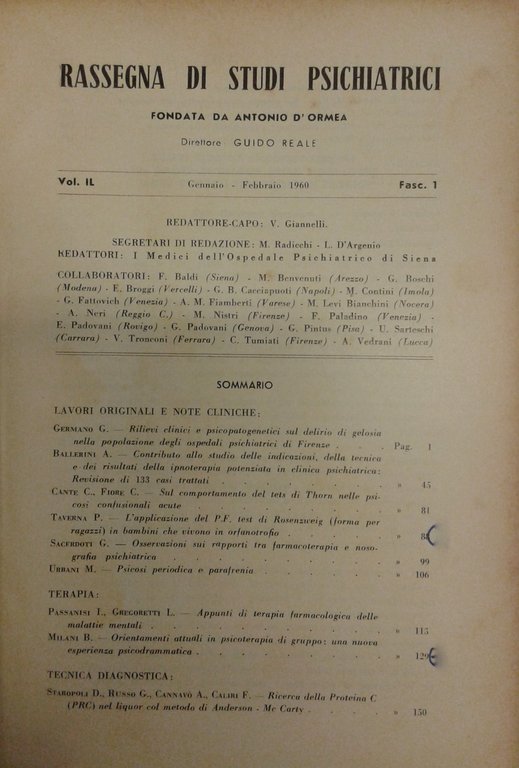 RASSEGNA DI STUDI PSICHIATRICI
FONDATA DA ANTONIO D'ORMEA
Direttore GUIDO REALE
Vol. IL Gennaio - Febbraio 1960 Fasc. 1
REDATTORE-CAPO: V. Giannelli.
SEGRETARI DI REDAZIONE: M. Radicchi - L. D'Argenio
REDATTORI: I Medici dell'Ospedale Psichiatrico di Siena
COLLABORATORI: F. Baldi (Siena) - M. Benvenuti (Arezzo) - G. Boschi
(Modena) - E. Broggi (Vercelli) - G. B. Cacciapuoti (Napoli) - M. Contini (Imola)
- G. Fattovich (Venezia) - A. M. Fiamberti (Varese) - M. Levi Bianchini (Nocera)
- A. Neri (Reggio C.) - M. Nistri (Firenze) - F. Paladino (Venezia) -
E. Padovani (Rovigo) - G. Padovani (Genova) - G. Pintus (Pisa) - U. Sarteschi
(Carrara) - V. Tronconi (Ferrara) - C. Tumiati (Firenze) - A. Vedrani (Lucca)
SOMMARIO
LAVORI ORIGINALI E NOTE CLINICHE:
GERMANO G. — Rilievi clinici e psicopatogenetici sul delirio di gelosia
nella popolazione degli ospedali psichiatrici di Firenze . . . Pag. 1
BALLERINI A. — Contributo allo studio delle indicazioni, della tecnica
e dei risultati della ipnoterapia potenziata in clinica psichiatrica:
Revisione di 133 casi trattati . . . . . . » 45
CANTE C., FIORE C. — Sul comportamento del tets di Thorn nelle psi-
cosi confusionali acute . . . . . . . » 81
TAVERNA P. — L'applicazione del P.F. test di Rosenzweig (forma per
ragazzi) in bambini che vivono in orfanotrofio . . . . » 88
SACERDOTI G. — Osservazioni sui rapporti tra farmacoterapia e noso-
grafia psichiatrica . . . . . . . » 99
URBANI M. — Psicosi periodica e parafrenia . . . . » 106
TERAPIA:
PASSANISI I., GREGORETTI L. — Appunti di terapia farmacologica delle
malattie mentali . . . . . . . » 115
MILANI B. — Orientamenti attuali in psicoterapia di gruppo: una nuova
esperienza psicodrammatica . . . . . . » 129
TECNICA DIAGNOSTICA:
STAROPOLI D., RUSSO G., CANNAVÒ A., CALIRI F. — Ricerca della Proteina C
(PRC) nel liquor col metodo di Anderson - Mc Carty . . . » 150